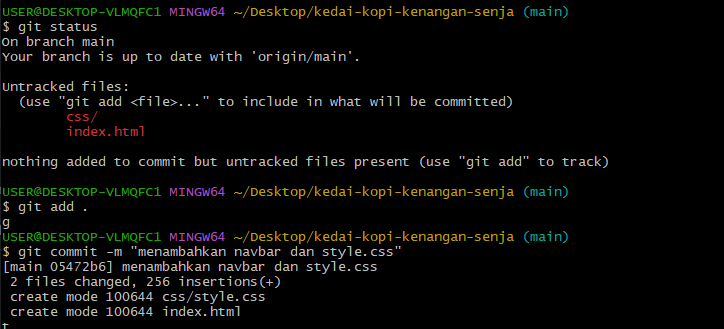 USER@DESKTOP-VLMQFC1 MINGW64 ~/Desktop/kedai-kopi-kenangan-senja (main)
$ git status
On branch main
Your branch is up to date with 'origin/main'.
Untracked files:
(use "git add <file>..." to include in what will be committed)
css/
index.html
nothing added to commit but untracked files present (use "git add" to track)
USER@DESKTOP-VLMQFC1 MINGW64 ~/Desktop/kedai-kopi-kenangan-senja (main)
$ git add .
g
USER@DESKTOP-VLMQFC1 MINGW64 ~/Desktop/kedai-kopi-kenangan-senja (main)
$ git commit -m "menambahkan navbar dan style.css"
[main 05472b6] menambahkan navbar dan style.css
2 files changed, 256 insertions(+)
create mode 100644 css/style.css
create mode 100644 index.html
t